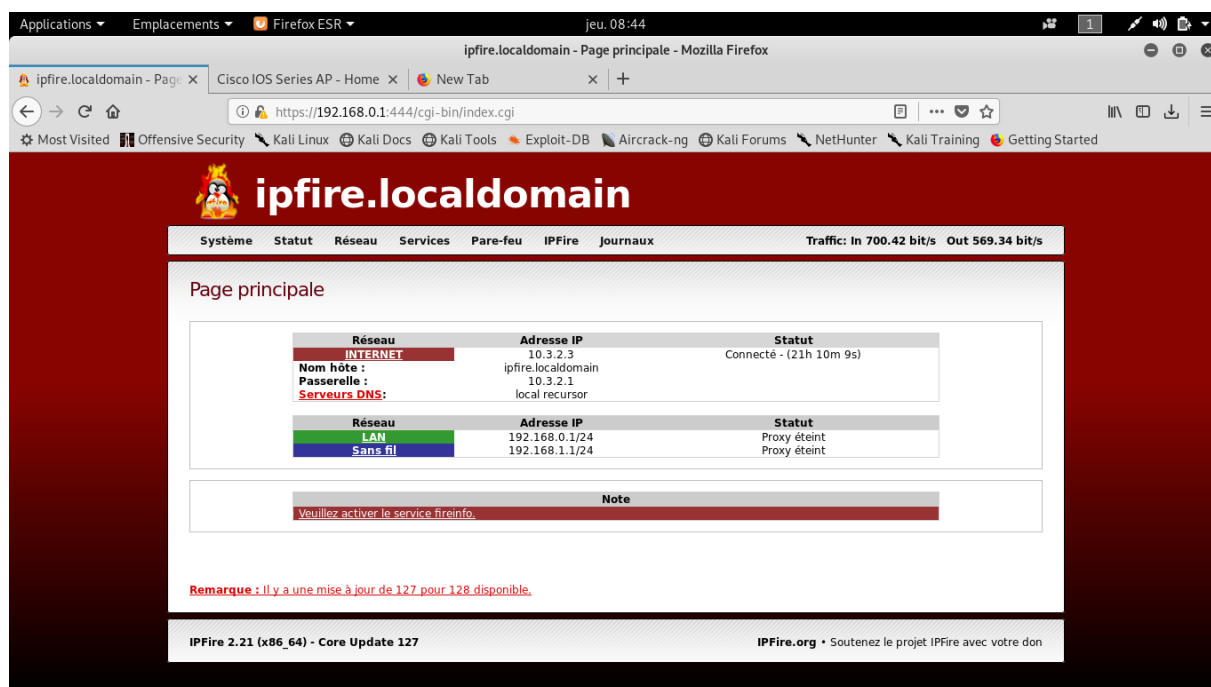 Applications Emplacements Firefox ESR jeu. 08:44 1
ipfire.localdomain - Page principale - Mozilla Firefox
ipfire.localdomain - Page Cisco IOS Series AP - Home New Tab
https://192.168.0.1:444/cgi-bin/index.cgi
Most Visited Offensive Security Kali Linux Kali Docs Kali Tools Exploit-DB Aircrack-ng Kali Forums NetHunter Kali Training Getting Started
ipfire.localdomain
Système Statut Réseau Services Pare-feu IPFire Journaux Traffic: In 700.42 bit/s Out 569.34 bit/s
Page principale
Réseau Adresse IP Statut
INTERNET 10.3.2.3 Connecté - (21h 10m 9s)
Nom hôte : ipfire.localdomain
Passerelle : 10.3.2.1
Serveurs DNS: local recursor
Réseau Adresse IP Statut
LAN 192.168.0.1/24 Proxy éteint
Sans fil 192.168.1.1/24 Proxy éteint
Note
Veuillez activer le service fireinfo.
Remarque : Il y a une mise à jour de 127 pour 128 disponible.
IPFire 2.21 (x86_64) - Core Update 127 IPFire.org • Soutenez le projet IPFire avec votre don